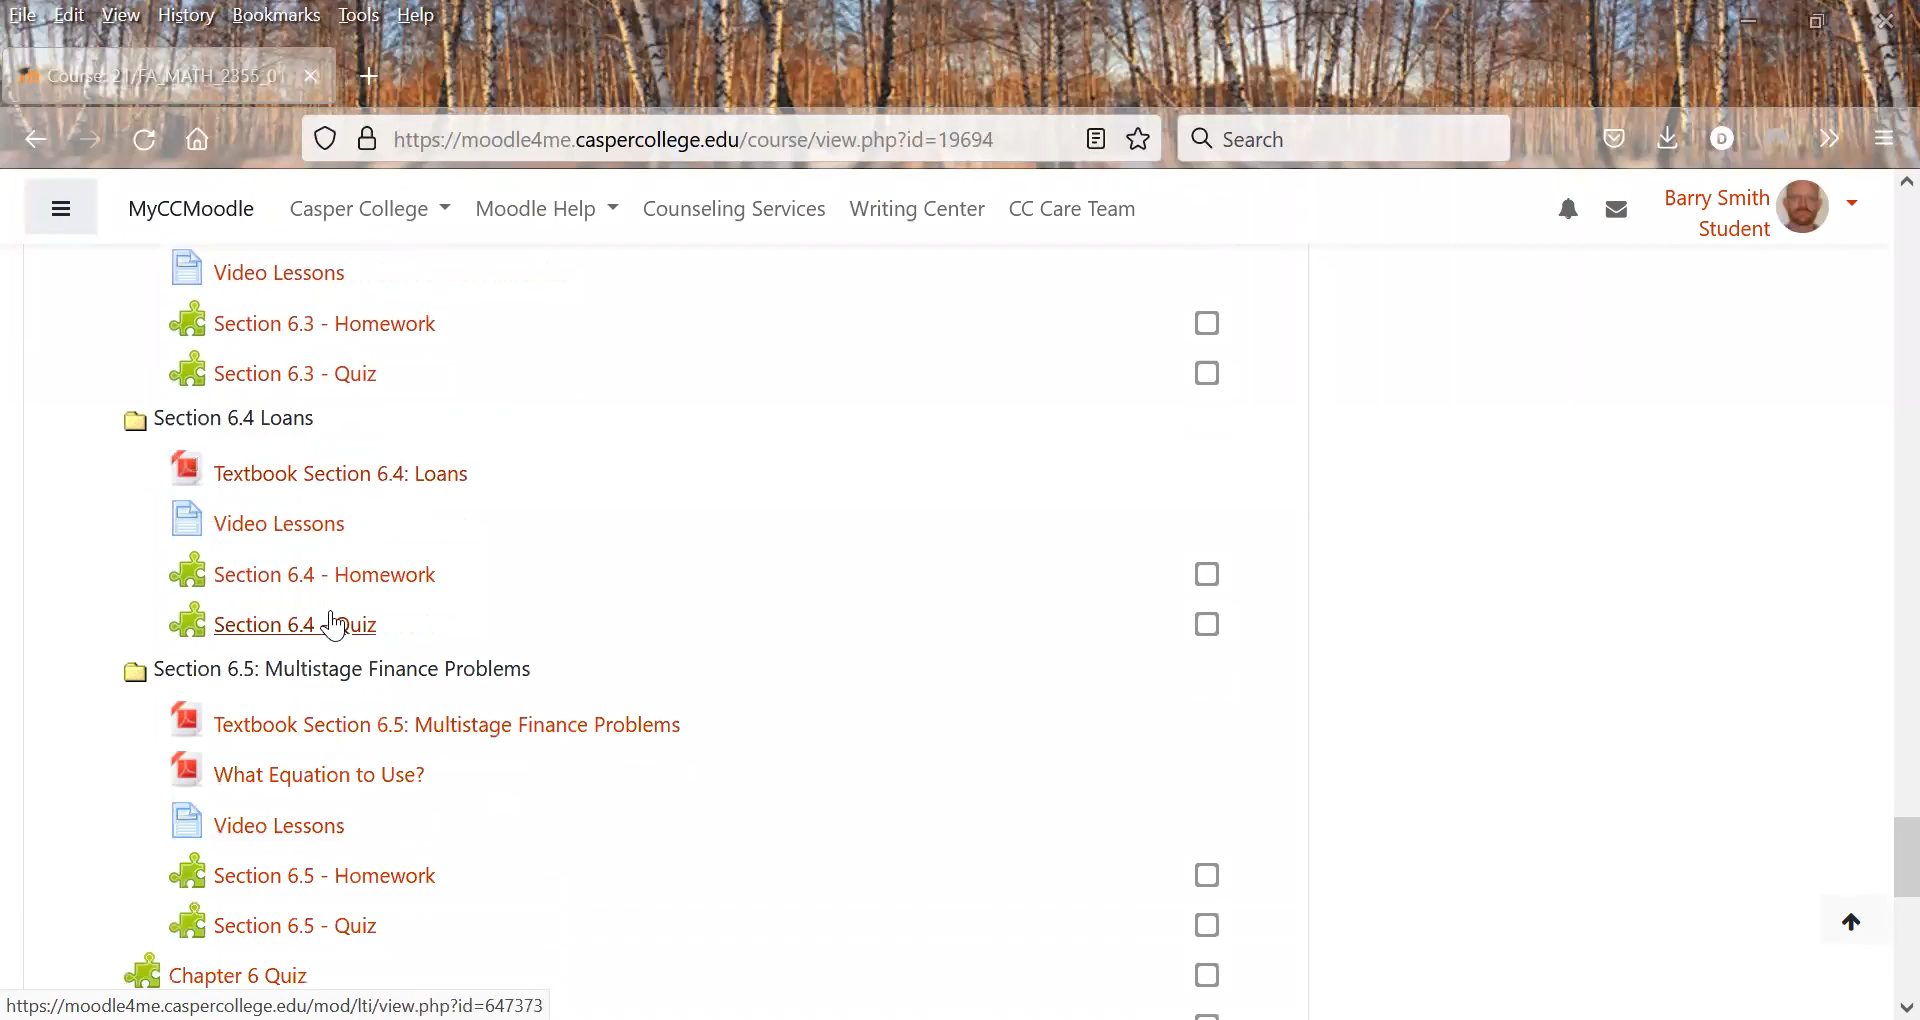 File Edit View History Bookmarks Tools Help
Course: 21/FA_MATH_2355_01
https://moodle4me.caspercollege.edu/course/view.php?id=19694
Search
D
MyCCMoodle Casper College Moodle Help Counseling Services Writing Center CC Care Team
Barry Smith
Student
Video Lessons
Section 6.3 - Homework
Section 6.3 - Quiz
Section 6.4 Loans
Textbook Section 6.4: Loans
Video Lessons
Section 6.4 - Homework
Section 6.4 Quiz
Section 6.5: Multistage Finance Problems
Textbook Section 6.5: Multistage Finance Problems
What Equation to Use?
Video Lessons
Section 6.5 - Homework
Section 6.5 - Quiz
Chapter 6 Quiz
https://moodle4me.caspercollege.edu/mod/lti/view.php?id=647373